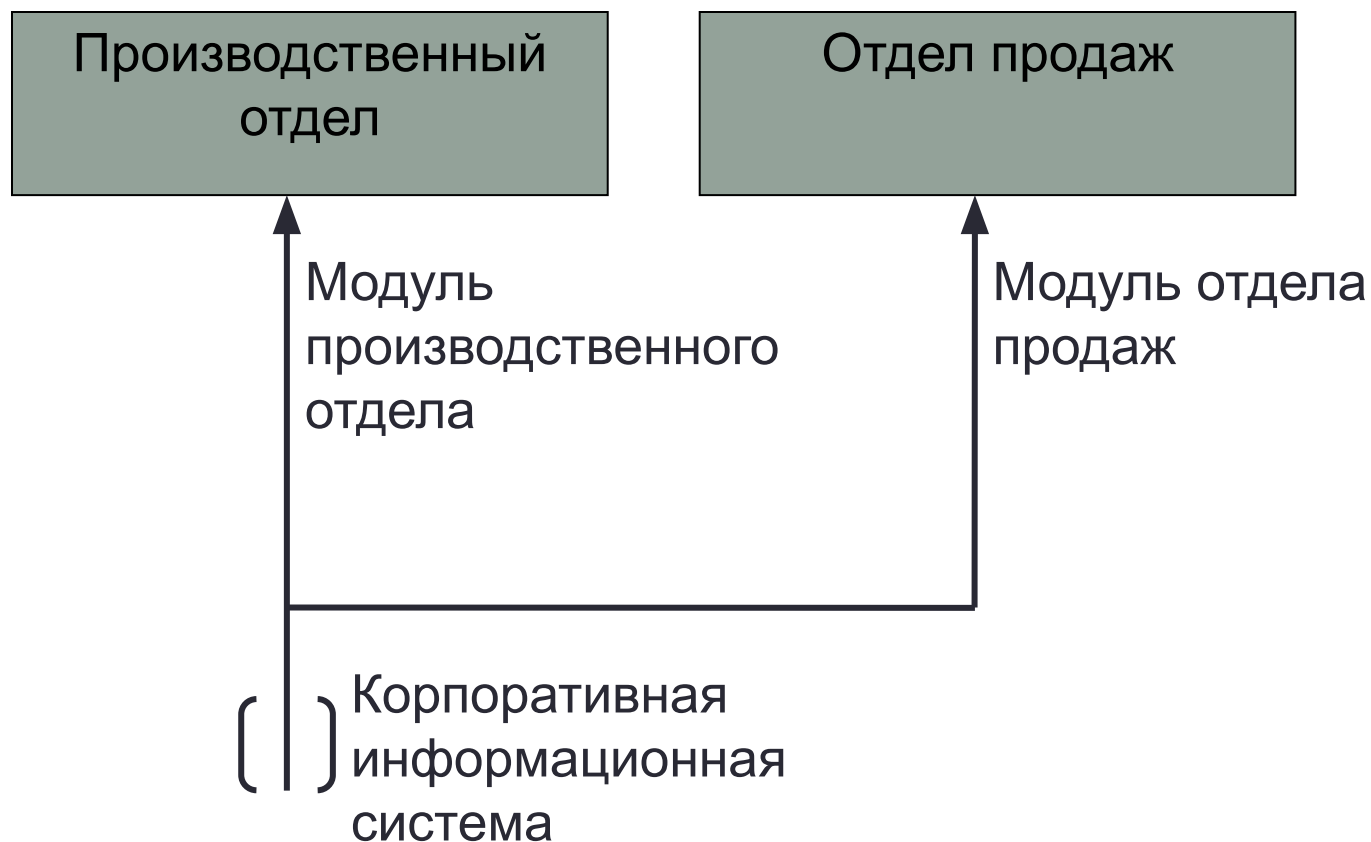 Производственный
отдел
Отдел продаж
Модуль
производственного
отдела
Модуль отдела
продаж
Корпоративная
информационная
система